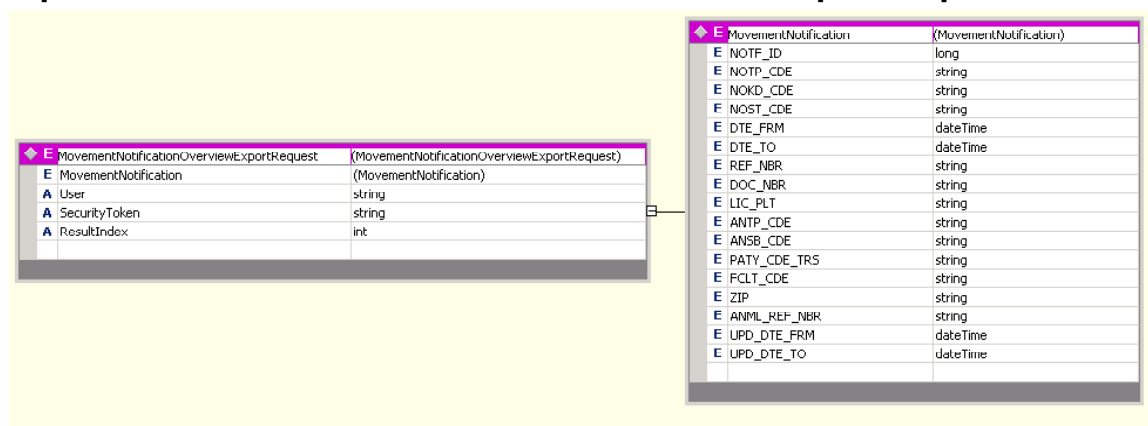 E MovementNotificationOverviewExportRequest (MovementNotificationOverviewExportRequest)
E MovementNotification (MovementNotification)
A User string
A SecurityToken string
A ResultIndex int
E MovementNotification (MovementNotification)
E NOTF_ID long
E NOTP_CDE string
E NOKD_CDE string
E NOST_CDE string
E DTE_FRM dateTime
E DTE_TO dateTime
E REF_NBR string
E DOC_NBR string
E LIC_PLT string
E ANTP_CDE string
E ANSB_CDE string
E PATY_CDE_TRS string
E FCLT_CDE string
E ZIP string
E ANML_REF_NBR string
E UPD_DTE_FRM dateTime
E UPD_DTE_TO dateTime